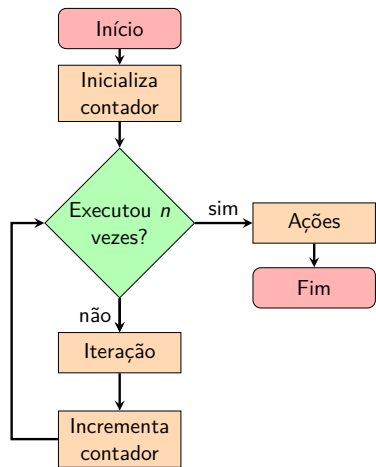 Início
Inicializa
contador
Executou n
vezes?
sim
Ações
Fim
não
Iteração
Incrementa
contador